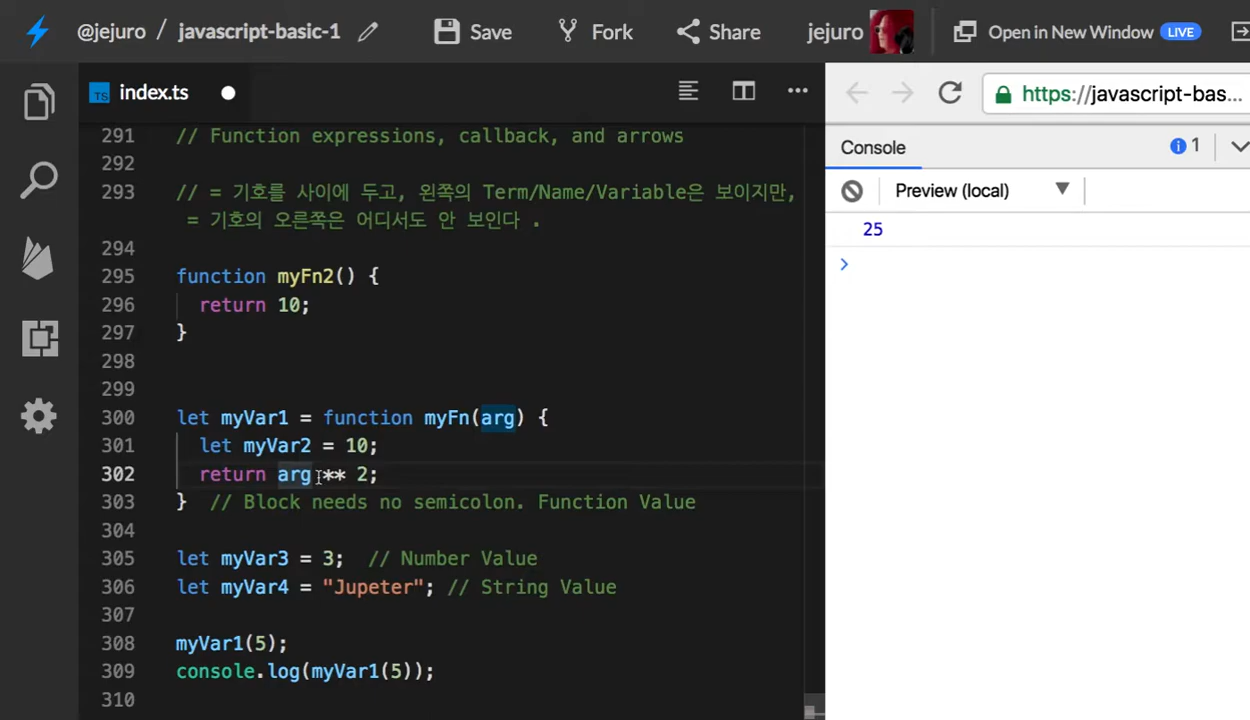 @jejuro / javascript-basic-1 Save Fork Share jejuro Open in New Window LIVE
TS index.ts
https://javascript-bas...
Console 1
Preview (local)
25
291 // Function expressions, callback, and arrows
292
293 // = 기호를 사이에 두고, 왼쪽의 Term/Name/Variable은 보이지만,
= 기호의 오른쪽은 어디서도 안 보인다 .
294
295 function myFn2() {
296 return 10;
297 }
298
299
300 let myVar1 = function myFn(arg) {
301 let myVar2 = 10;
302 return arg ** 2;
303 } // Block needs no semicolon. Function Value
304
305 let myVar3 = 3; // Number Value
306 let myVar4 = "Jupeter"; // String Value
307
308 myVar1(5);
309 console.log(myVar1(5));
310